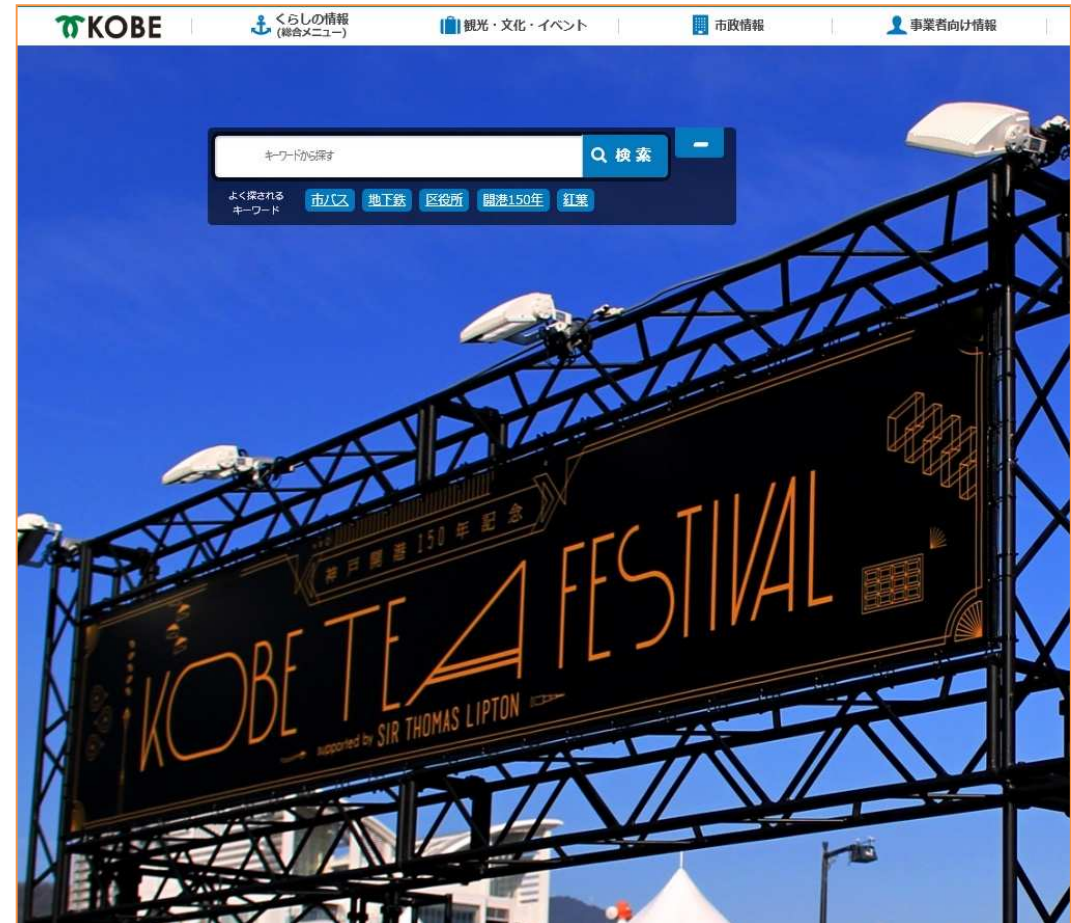 KOBE
くらしの情報
(総合メニュー)
観光・文化・イベント
市政情報
事業者向け情報
キーワードから探す
検索
よく探される
キーワード
市バス
地下鉄
区役所
開港150年
紅葉
神戸開港150年記念
KOBE TEA FESTIVAL
supported by SIR THOMAS LIPTON